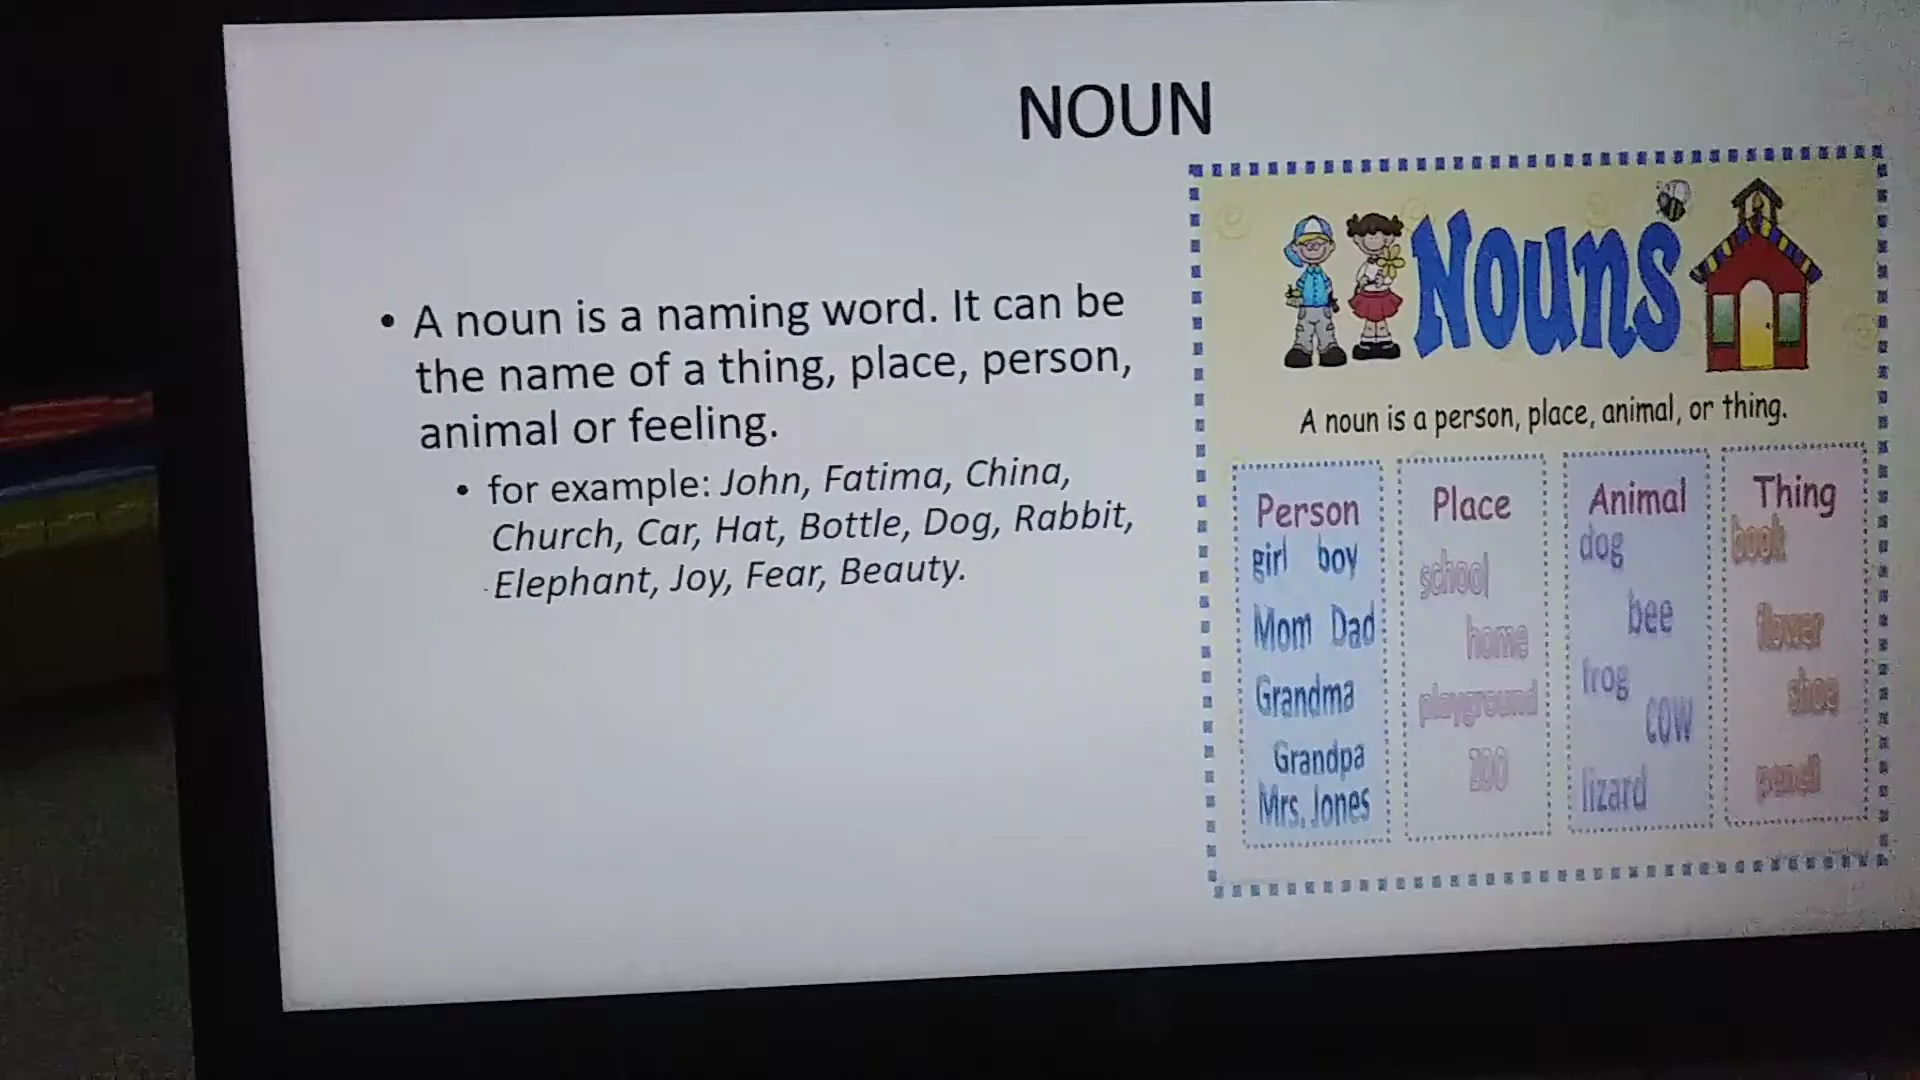 NOUN
• A noun is a naming word. It can be
the name of a thing, place, person,
animal or feeling.
• for example: John, Fatima, China,
Church, Car, Hat, Bottle, Dog, Rabbit,
Elephant, Joy, Fear, Beauty.
Nouns
A noun is a person, place, animal, or thing.
Person
girl boy
Mom Dad
Grandma
Grandpa
Mrs. Jones
Place
school
home
playground
zoo
Animal
dog
bee
frog
cow
lizard
Thing
book
flower
shoe
pencil